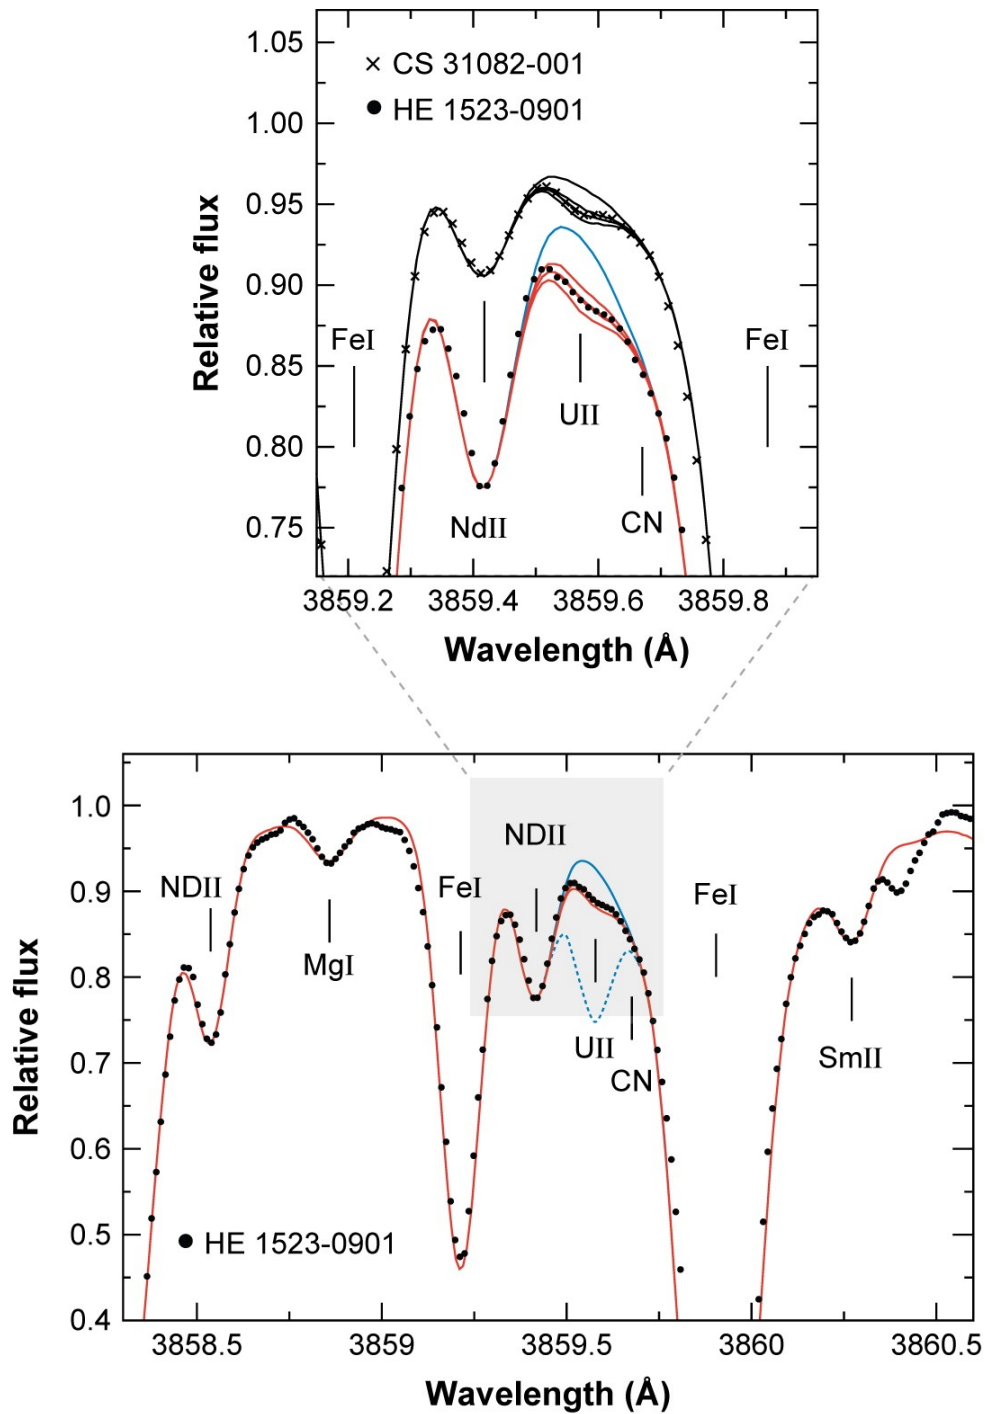 1.05
× CS 31082-001
● HE 1523-0901
1.00
0.95
0.90
0.85
0.80
0.75
Relative flux
FeI
FeI
UII
NdII
CN
3859.2 3859.4 3859.6 3859.8
Wavelength (Å)
1.0
0.9
0.8
0.7
0.6
0.5
0.4
Relative flux
NDII
NDII
FeI
FeI
MgI
UII
CN
SmII
● HE 1523-0901
3858.5 3859 3859.5 3860 3860.5
Wavelength (Å)